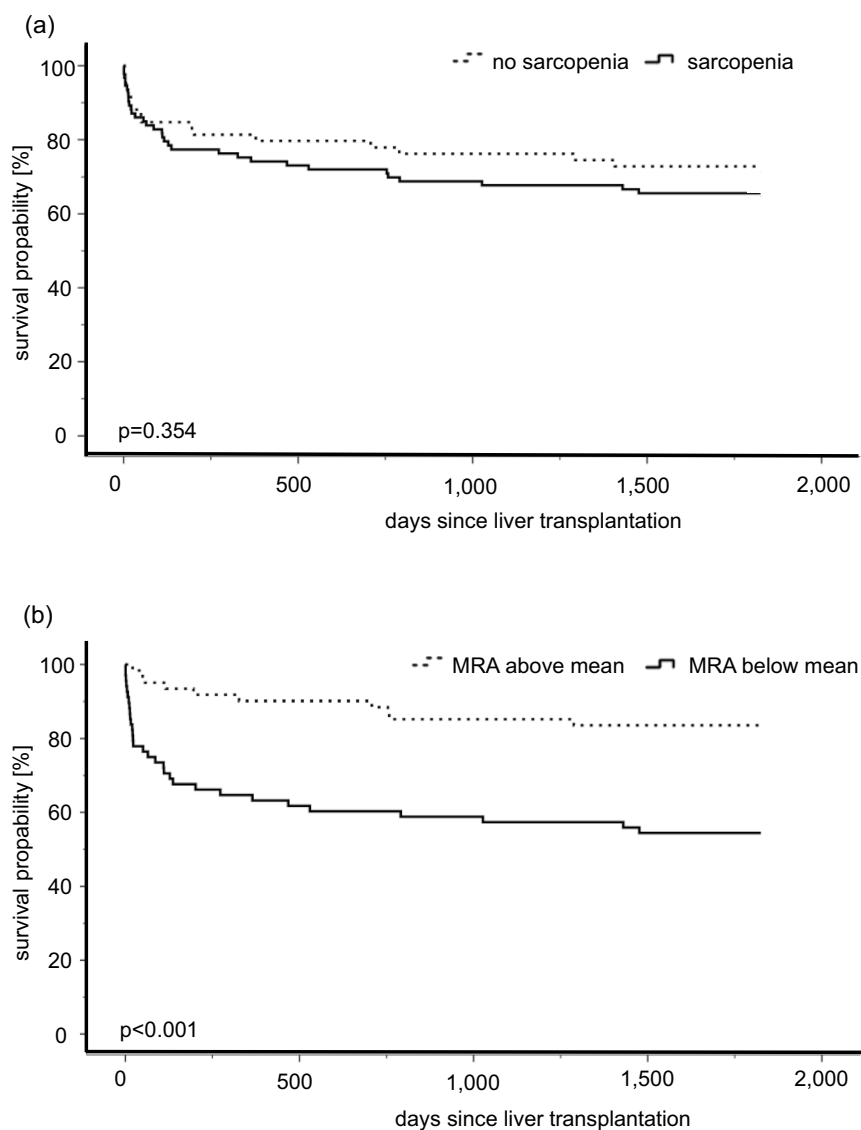 (a)
no sarcopenia sarcopenia
100
80
60
40
20
0
survival propability [%]
p=0.354
0 500 1,000 1,500 2,000
days since liver transplantation
(b)
MRA above mean MRA below mean
100
80
60
40
20
0
survival propability [%]
p<0.001
0 500 1,000 1,500 2,000
days since liver transplantation